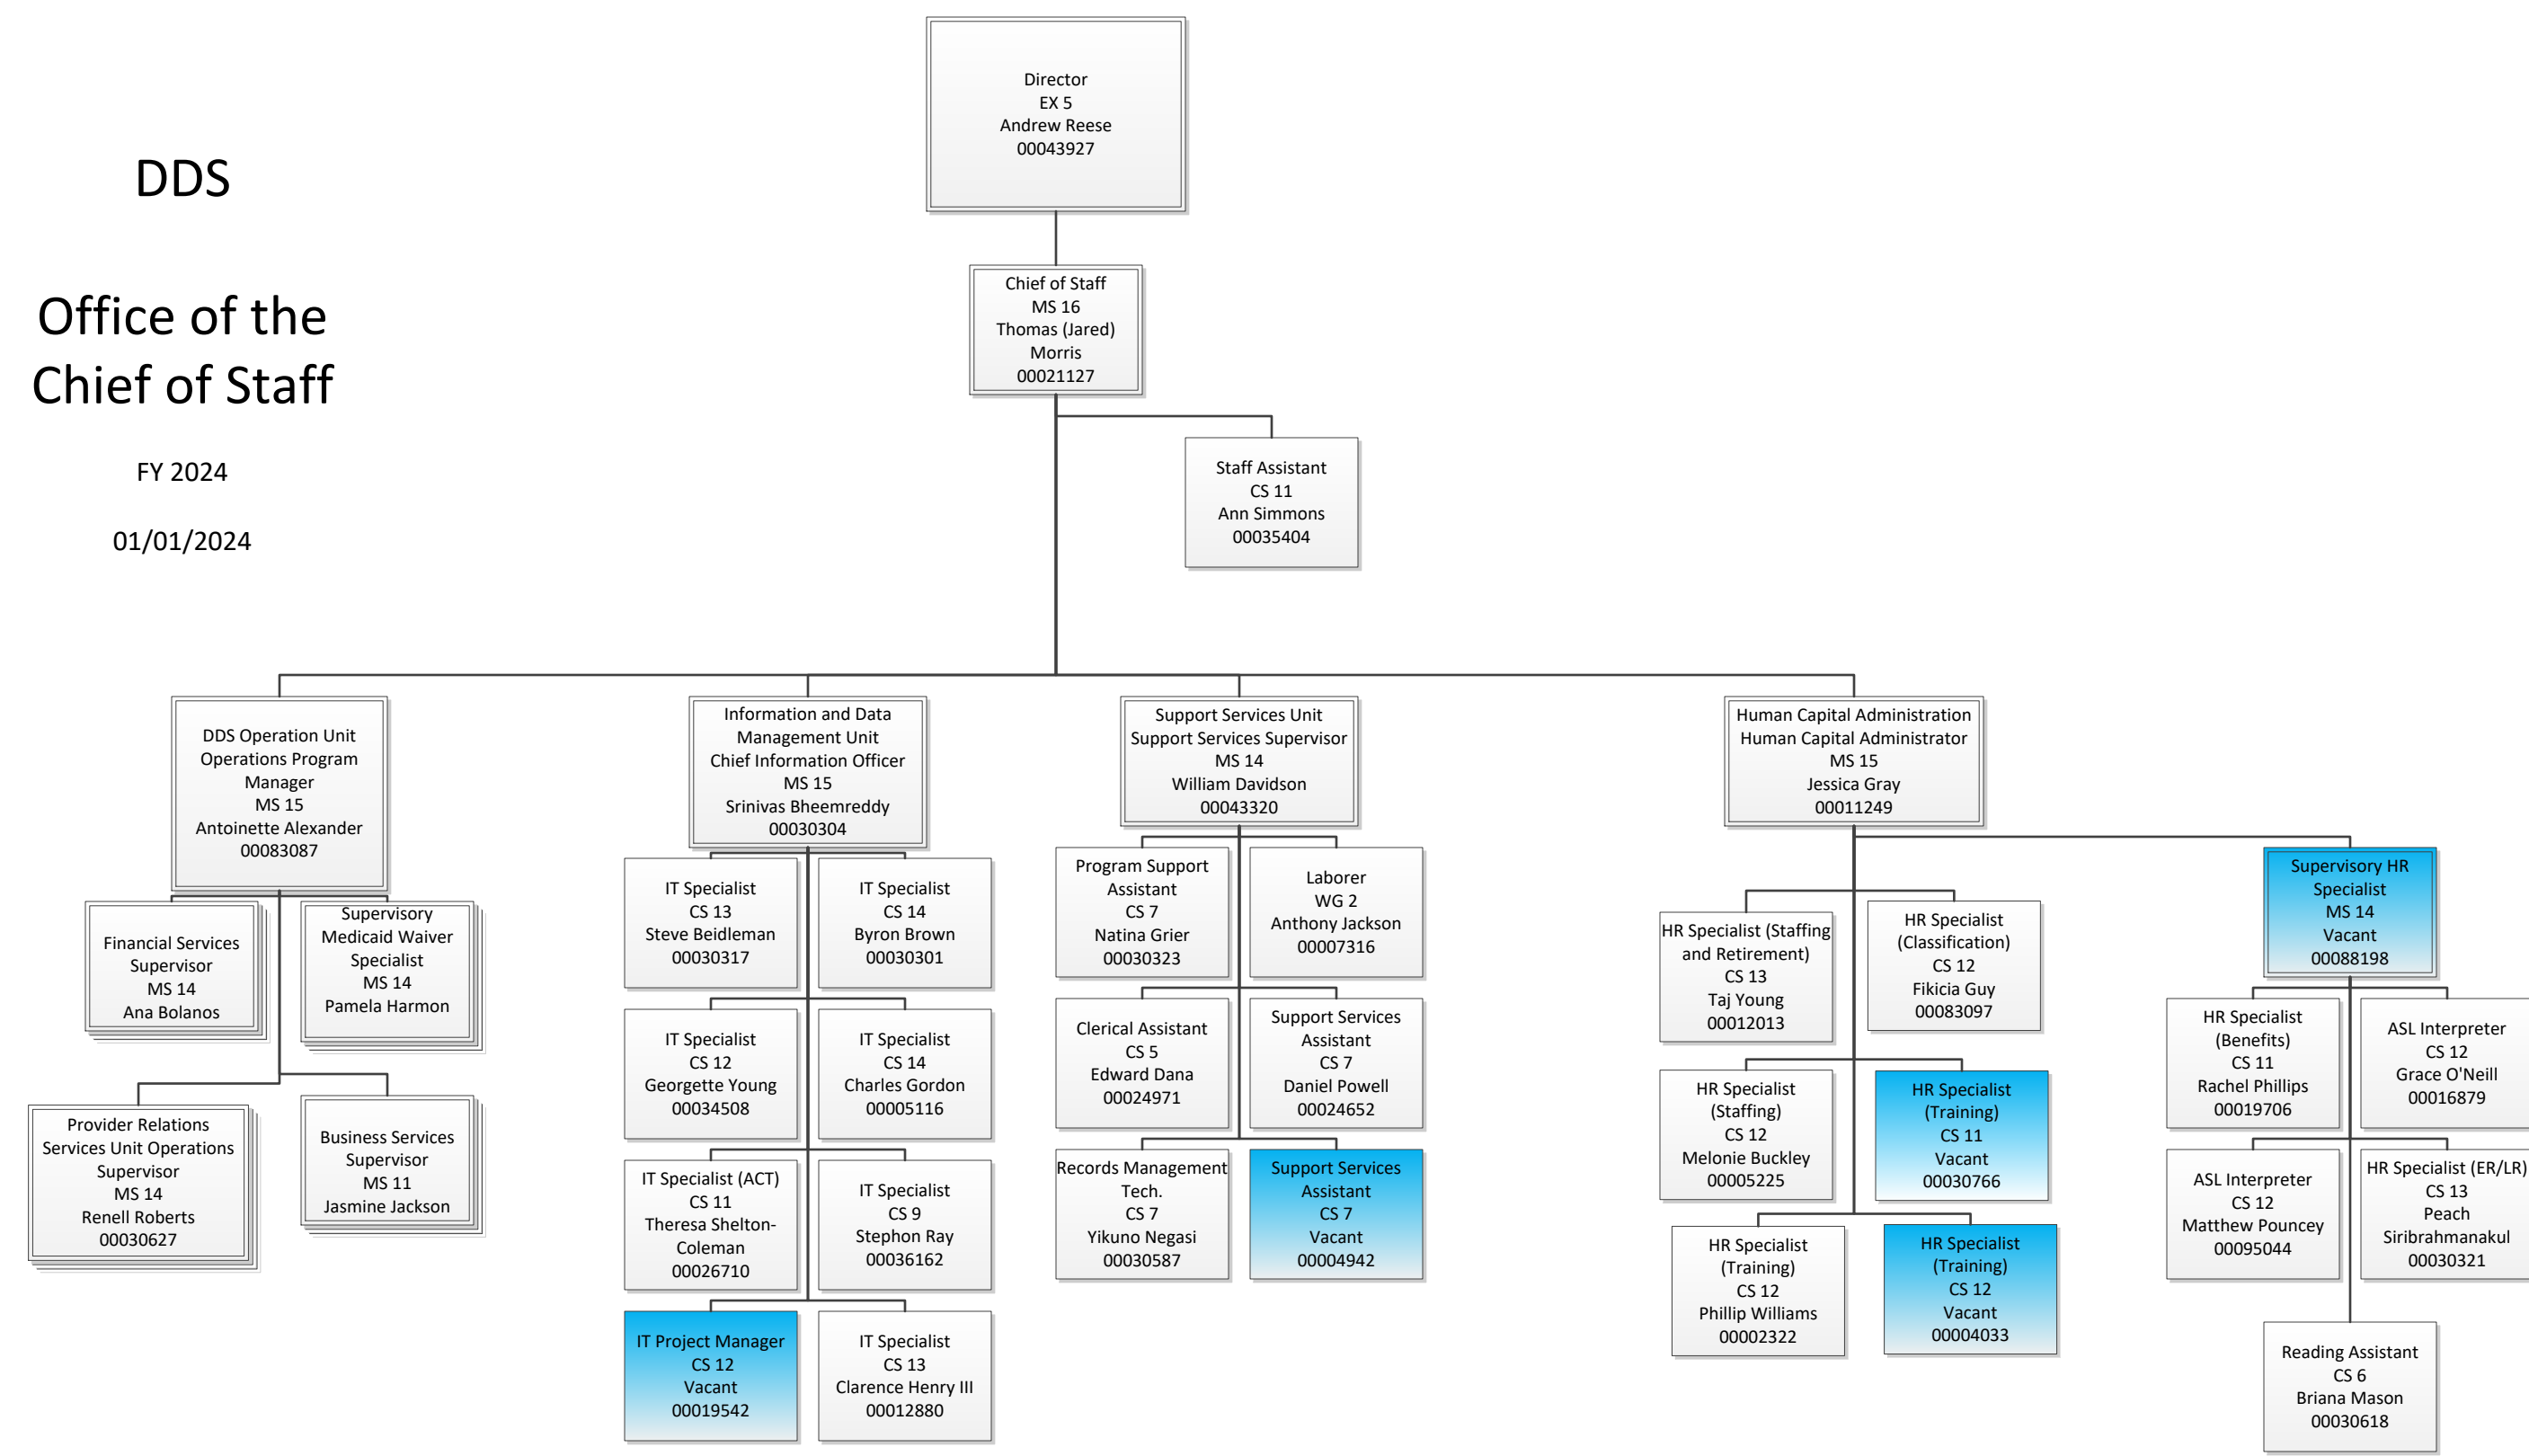 DDS
Office of the
Chief of Staff
FY 2024
01/01/2024
Director
EX 5
Andrew Reese
00043927
Chief of Staff
MS 16
Thomas (Jared)
Morris
00021127
Staff Assistant
CS 11
Ann Simmons
00035404
DDS Operation Unit
Operations Program
Manager
MS 15
Antoinette Alexander
00083087
Financial Services
Supervisor
MS 14
Ana Bolanos
Supervisory
Medicaid Waiver
Specialist
MS 14
Pamela Harmon
Provider Relations
Services Unit Operations
Supervisor
MS 14
Renell Roberts
00030627
Business Services
Supervisor
MS 11
Jasmine Jackson
Information and Data
Management Unit
Chief Information Officer
MS 15
Srinivas Bheemreddy
00030304
IT Specialist
CS 13
Steve Beidleman
00030317
IT Specialist
CS 14
Byron Brown
00030301
IT Specialist
CS 12
Georgette Young
00034508
IT Specialist
CS 14
Charles Gordon
00005116
IT Specialist (ACT)
CS 11
Theresa Shelton-
Coleman
00026710
IT Specialist
CS 9
Stephon Ray
00036162
IT Project Manager
CS 12
Vacant
00019542
IT Specialist
CS 13
Clarence Henry III
00012880
Support Services Unit
Support Services Supervisor
MS 14
William Davidson
00043320
Program Support
Assistant
CS 7
Natina Grier
00030323
Laborer
WG 2
Anthony Jackson
00007316
Clerical Assistant
CS 5
Edward Dana
00024971
Support Services
Assistant
CS 7
Daniel Powell
00024652
Records Management
Tech.
CS 7
Yikuno Negasi
00030587
Support Services
Assistant
CS 7
Vacant
00004942
Human Capital Administration
Human Capital Administrator
MS 15
Jessica Gray
00011249
HR Specialist (Staffing
and Retirement)
CS 13
Taj Young
00012013
HR Specialist
(Classification)
CS 12
Fikicia Guy
00083097
HR Specialist
(Staffing)
CS 12
Melonie Buckley
00005225
HR Specialist
(Training)
CS 11
Vacant
00030766
HR Specialist
(Training)
CS 12
Phillip Williams
00002322
HR Specialist
(Training)
CS 12
Vacant
00004033
Supervisory HR
Specialist
MS 14
Vacant
00088198
HR Specialist
(Benefits)
CS 11
Rachel Phillips
00019706
ASL Interpreter
CS 12
Grace O'Neill
00016879
ASL Interpreter
CS 12
Matthew Pouncey
00095044
HR Specialist (ER/LR)
CS 13
Peach
Siribrahmanakul
00030321
Reading Assistant
CS 6
Briana Mason
00030618